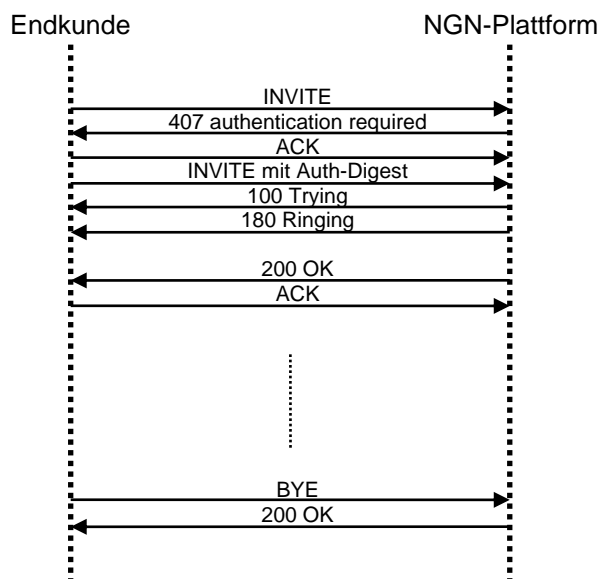 Endkunde NGN-Plattform
INVITE
407 authentication required
ACK
INVITE mit Auth-Digest
100 Trying
180 Ringing
200 OK
ACK
BYE
200 OK